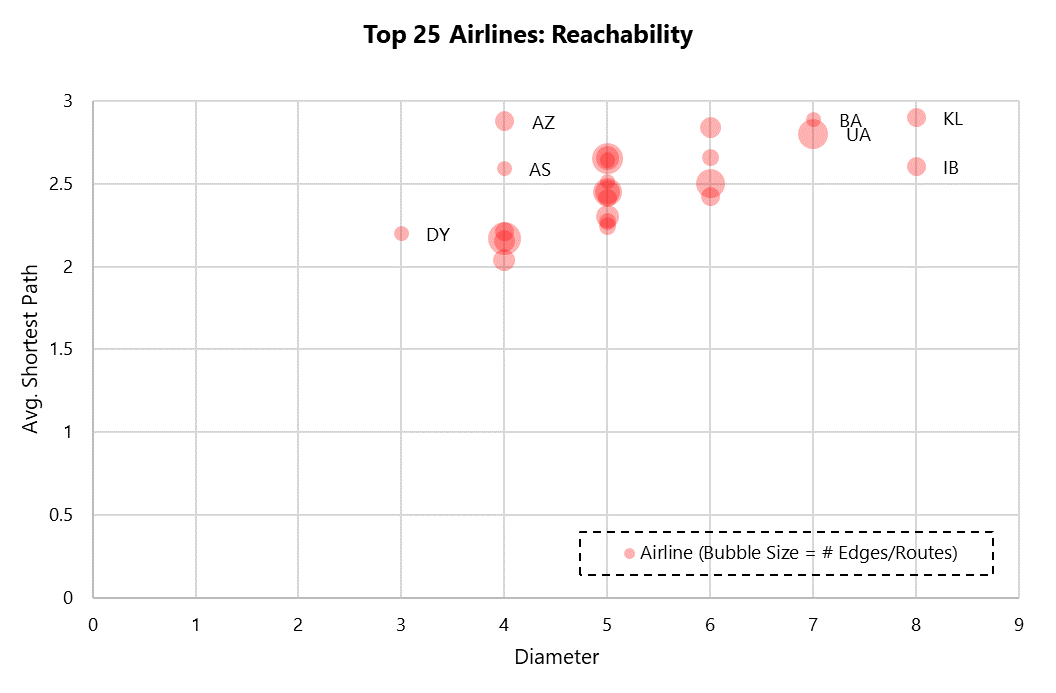 Top 25 Airlines: Reachability
Avg. Shortest Path
3
2.5
2
1.5
1
0.5
0
AZ
BA
KL
UA
AS
IB
DY
Airline (Bubble Size = # Edges/Routes)
0 1 2 3 4 5 6 7 8 9
Diameter